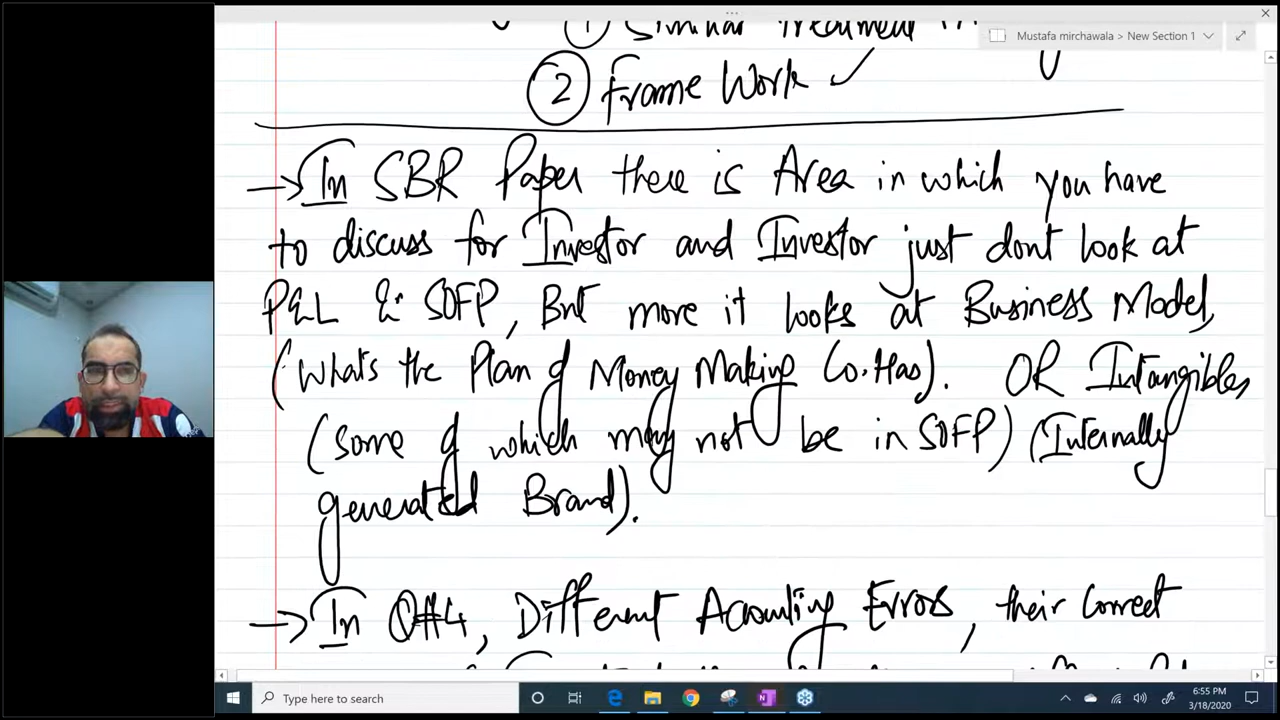 ① Similar Treatment
Mustafa mirchawala > New Section 1
② Frame Work ✓
→ In SBR Paper there is Area in which you have
to discuss for Investor and Investor just dont look at
P&L & SOFP, But more it looks at Business Model,
(Whats the Plan of Money Making Co. Has). OR Intangibles,
(some of which may not be in SOFP) (Internally
generated Brand).
→ In Q#4, Different Accounting Errors, their correct
Type here to search
6:55 PM
3/18/2020